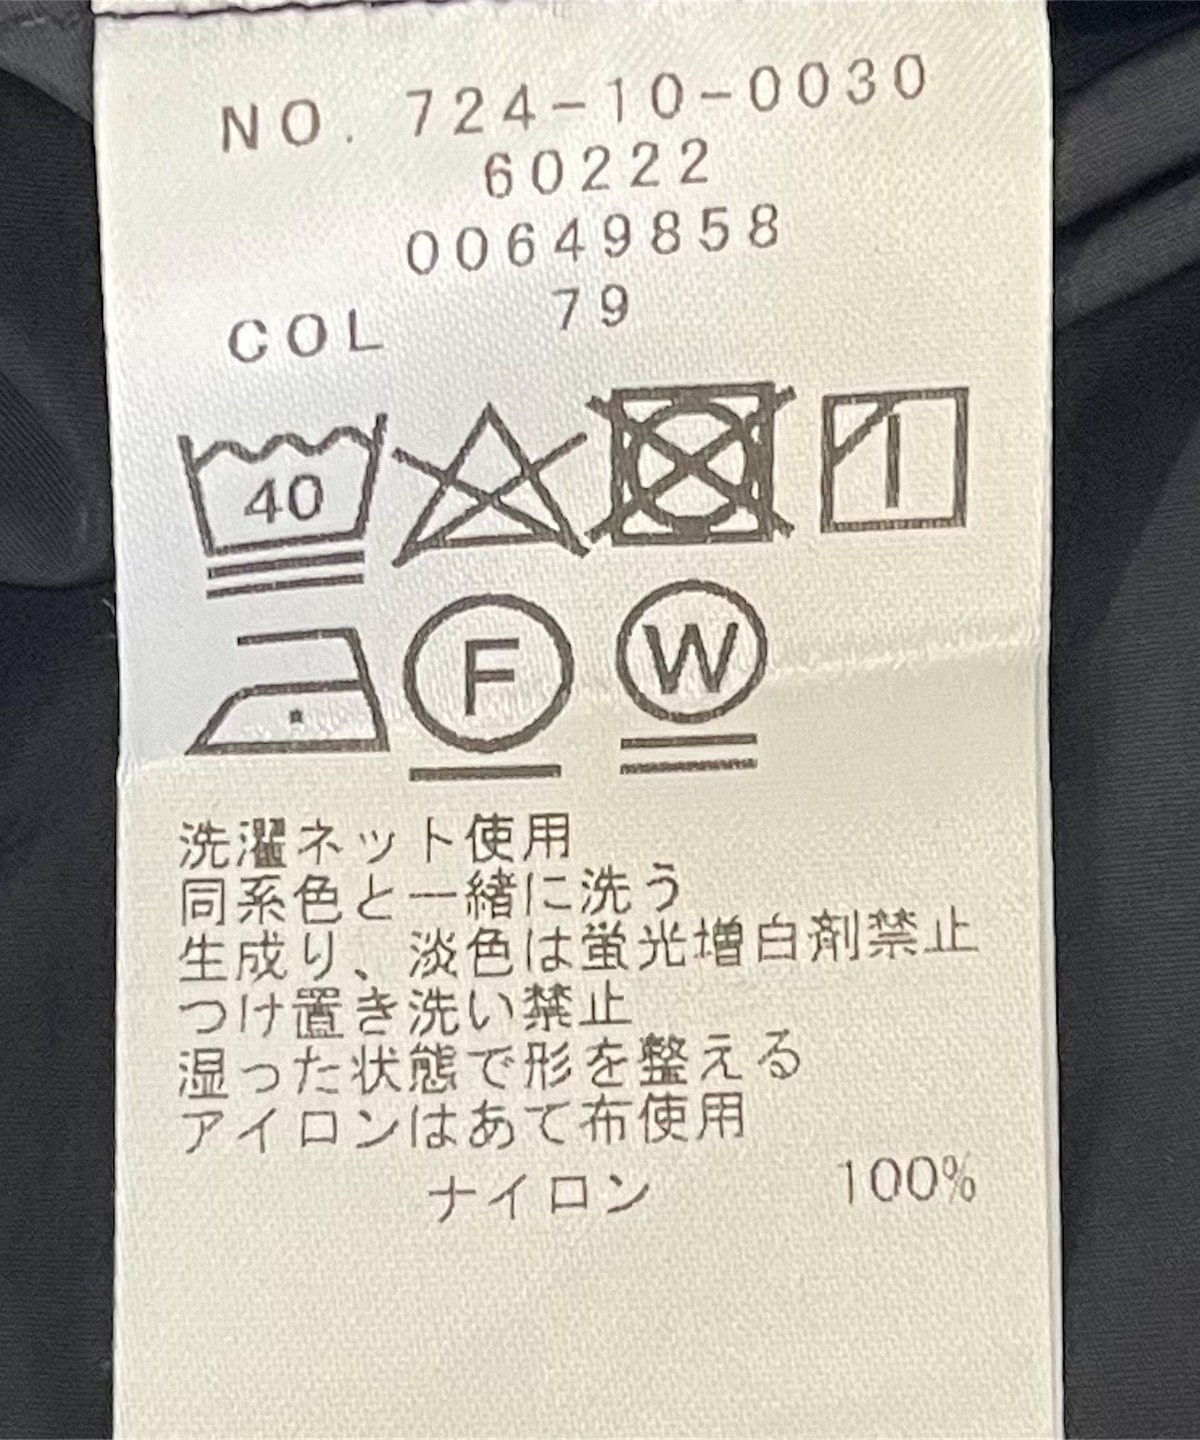 NO. 724-10-0030
60222
00649858
COL 79
40
F W
洗濯ネット使用
同系色と一緒に洗う
生成り、淡色は蛍光増白剤禁止
つけ置き洗い禁止
湿った状態で形を整える
アイロンはあて布使用
ナイロン 100%